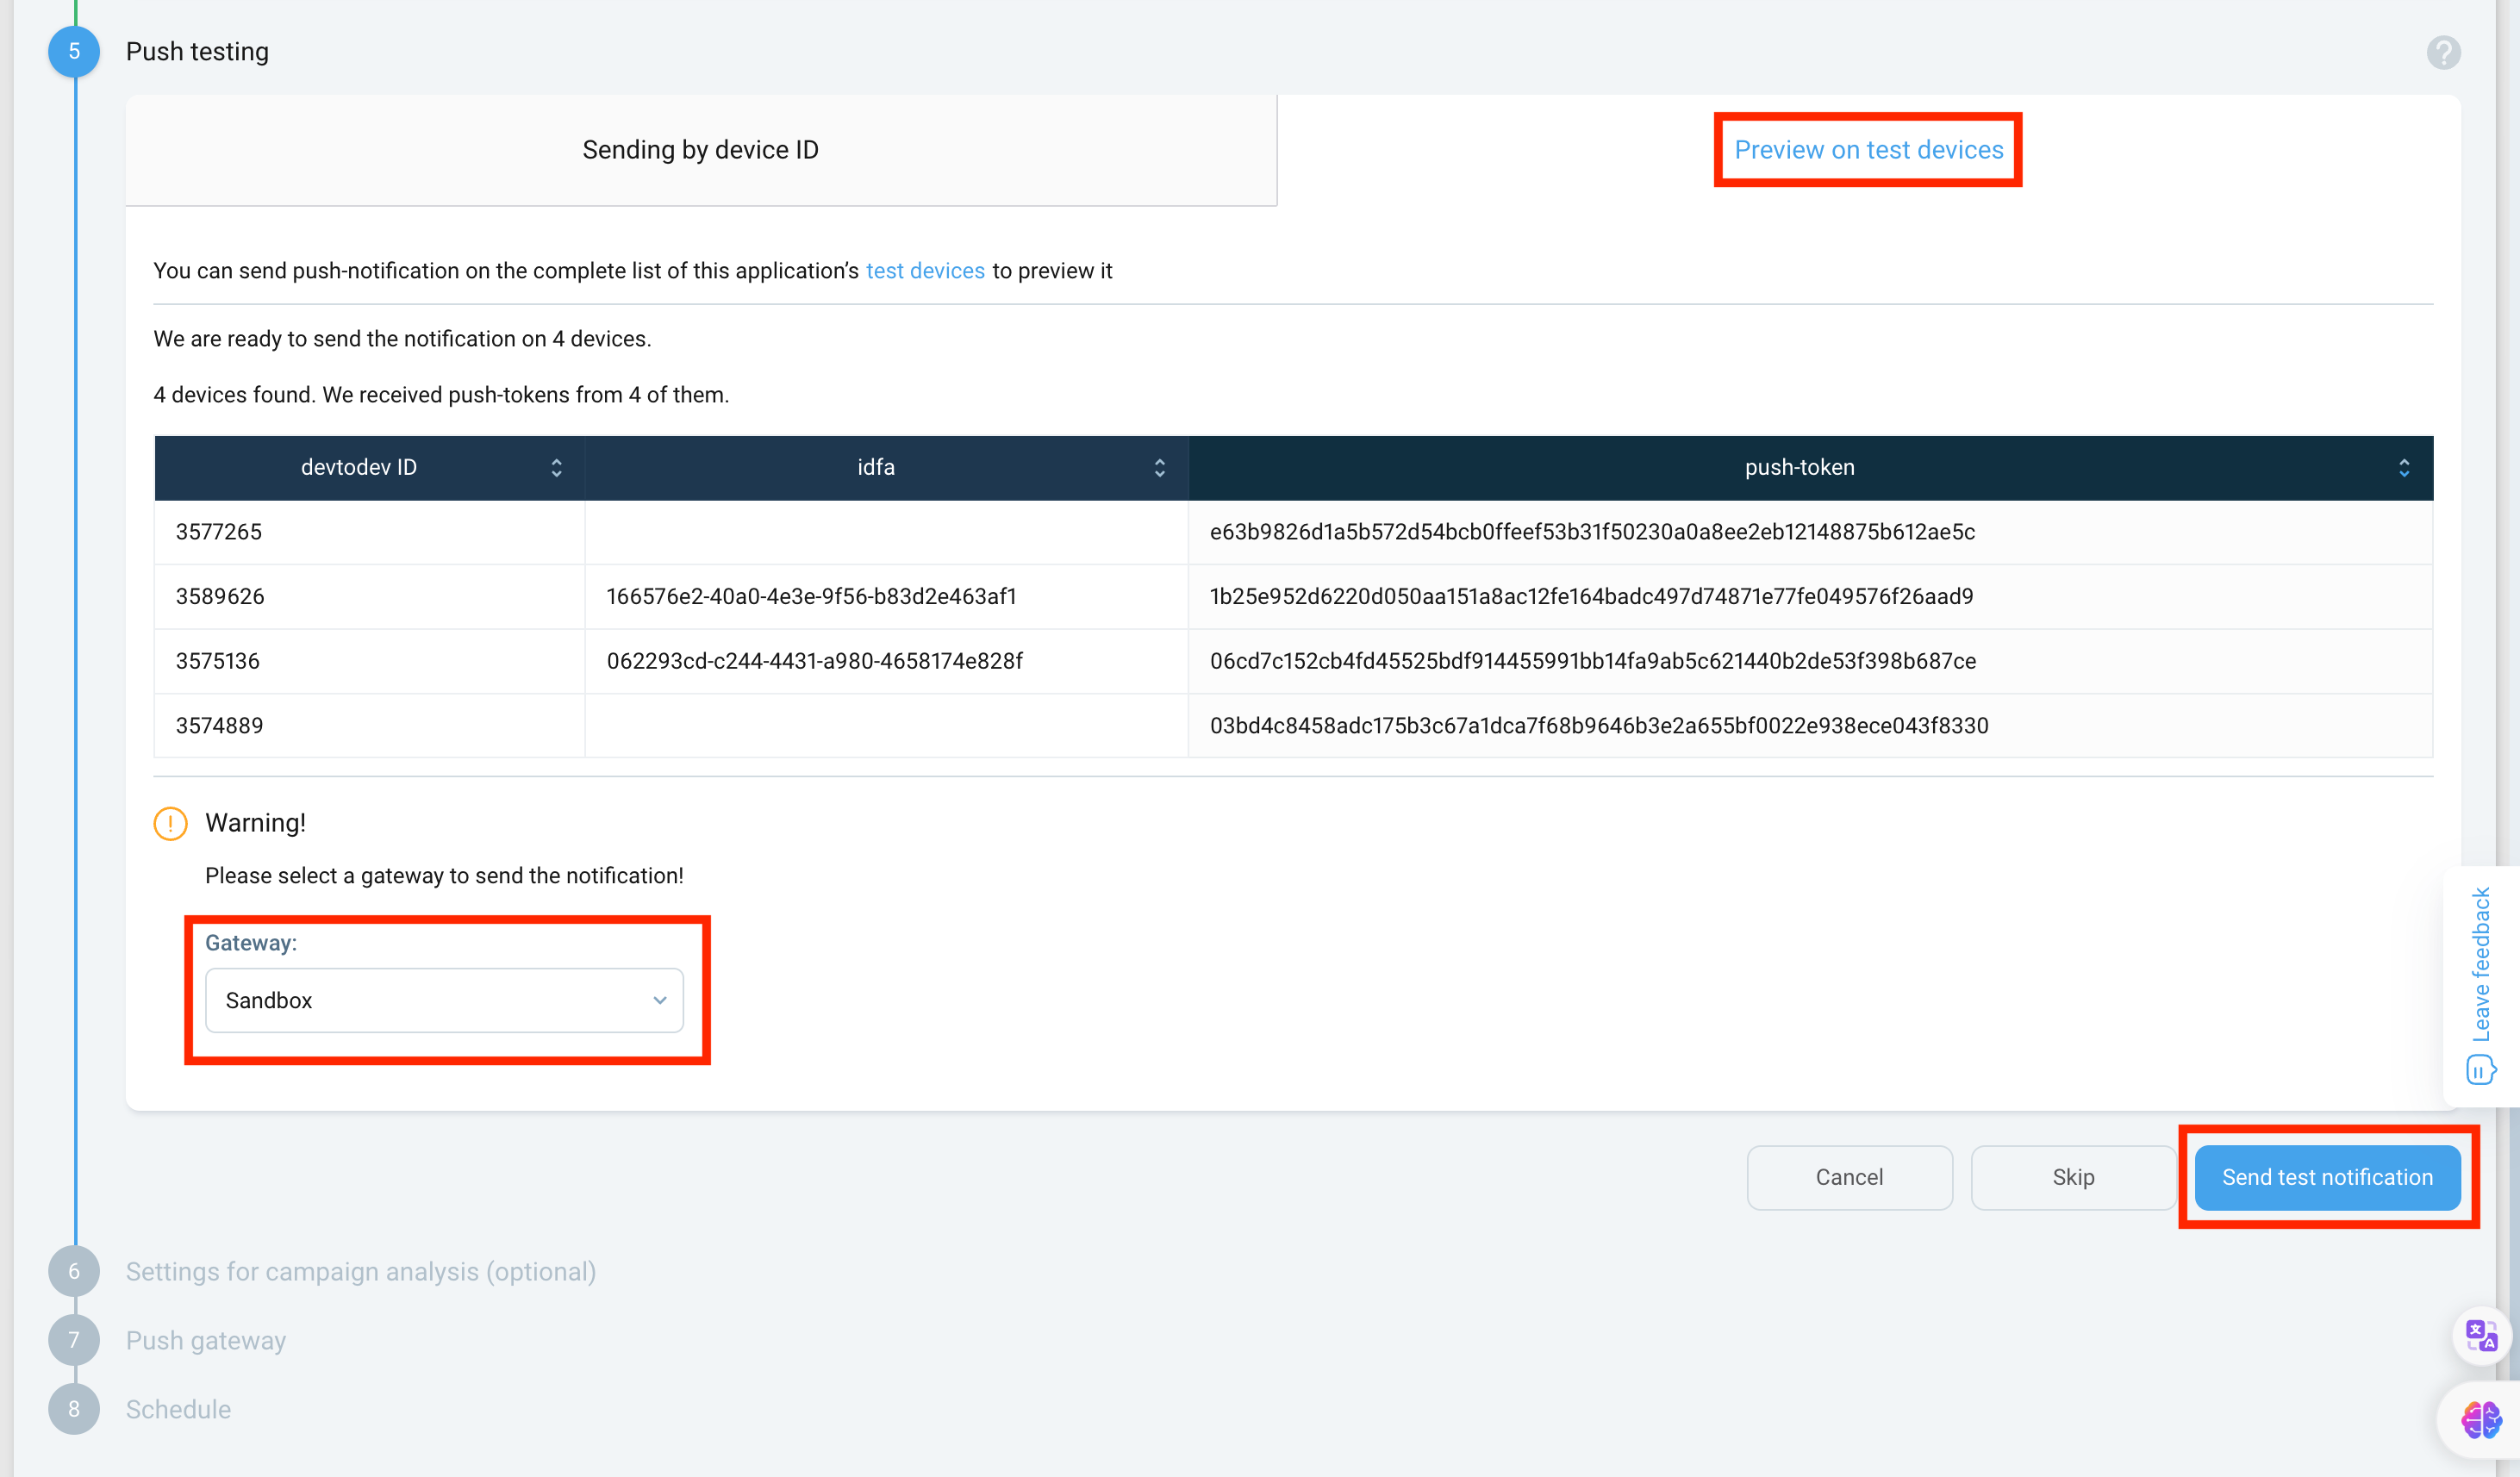 5 Push testing
?
Sending by device ID
Preview on test devices
You can send push-notification on the complete list of this application’s test devices to preview it
We are ready to send the notification on 4 devices.
4 devices found. We received push-tokens from 4 of them.
devtodev ID idfa push-token
3577265 e63b9826d1a5b572d54bcb0ffeef53b31f50230a0a8ee2eb12148875b612ae5c
3589626 166576e2-40a0-4e3e-9f56-b83d2e463af1 1b25e952d6220d050aa151a8ac12fe164badc497d74871e77fe049576f26aad9
3575136 062293cd-c244-4431-a980-4658174e828f 06cd7c152cb4fd45525bdf914455991bb14fa9ab5c621440b2de53f398b687ce
3574889 03bd4c8458adc175b3c67a1dca7f68b9646b3e2a655bf0022e938ece043f8330
! Warning!
Please select a gateway to send the notification!
Gateway:
Sandbox
Leave feedback
Cancel
Skip
Send test notification
6 Settings for campaign analysis (optional)
7 Push gateway
文 A
8 Schedule